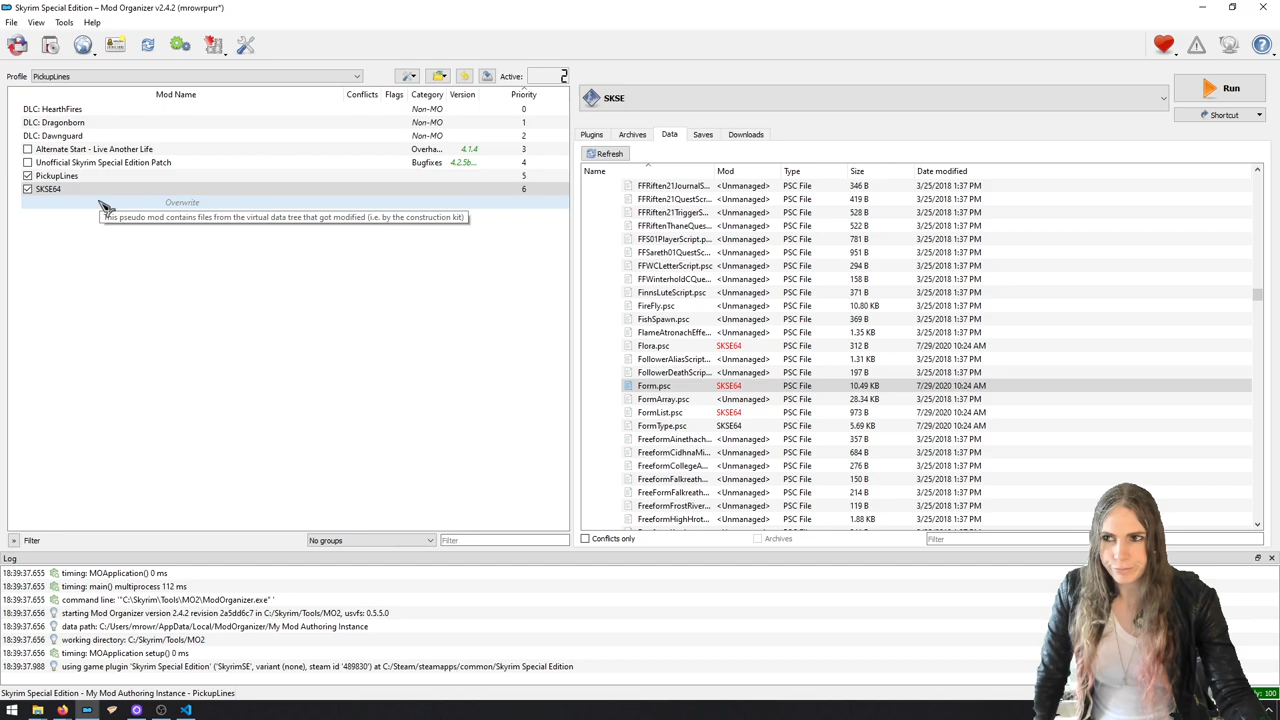 Skyrim Special Edition – Mod Organizer v2.4.2 (mrowrpurr*)
File View Tools Help
Profile PickupLines Active: 2
Mod Name Conflicts Flags Category Version Priority
DLC: HearthFires Non-MO 0
DLC: Dragonborn Non-MO 1
DLC: Dawnguard Non-MO 2
Alternate Start - Live Another Life Overha... 4.1.4 3
Unofficial Skyrim Special Edition Patch Bugfixes 4.2.5b... 4
PickupLines 5
SKSE64 6
Overwrite
This pseudo mod contains files from the virtual data tree that got modified (i.e. by the construction kit)
» Filter No groups Filter
SKSE Run
Shortcut
Plugins Archives Data Saves Downloads
Refresh
Name Mod Type Size Date modified
FFRiften21JournalS... <Unmanaged> PSC File 346 B 3/25/2018 1:37 PM
FFRiften21QuestScr... <Unmanaged> PSC File 419 B 3/25/2018 1:37 PM
FFRiften21TriggerS... <Unmanaged> PSC File 528 B 3/25/2018 1:37 PM
FFRiftenThaneQues... <Unmanaged> PSC File 522 B 3/25/2018 1:37 PM
FFS01PlayerScript.p... <Unmanaged> PSC File 781 B 3/25/2018 1:37 PM
FFSareth01QuestScr... <Unmanaged> PSC File 951 B 3/25/2018 1:37 PM
FFWCLetterScript.psc <Unmanaged> PSC File 294 B 3/25/2018 1:37 PM
FFWinterholdCQue... <Unmanaged> PSC File 158 B 3/25/2018 1:37 PM
FinnsLuteScript.psc <Unmanaged> PSC File 371 B 3/25/2018 1:37 PM
FireFly.psc <Unmanaged> PSC File 10.80 KB 3/25/2018 1:37 PM
FishSpawn.psc <Unmanaged> PSC File 369 B 3/25/2018 1:37 PM
FlameAtronachEffe... <Unmanaged> PSC File 1.35 KB 3/25/2018 1:37 PM
Flora.psc SKSE64 PSC File 312 B 7/29/2020 10:24 AM
FollowerAliasScript... <Unmanaged> PSC File 1.31 KB 3/25/2018 1:37 PM
FollowerDeathScrip... <Unmanaged> PSC File 197 B 3/25/2018 1:37 PM
Form.psc SKSE64 PSC File 10.49 KB 7/29/2020 10:24 AM
FormArray.psc <Unmanaged> PSC File 28.34 KB 3/25/2018 1:37 PM
FormList.psc SKSE64 PSC File 973 B 7/29/2020 10:24 AM
FormType.psc SKSE64 PSC File 5.69 KB 7/29/2020 10:24 AM
FreeformAinethach... <Unmanaged> PSC File 357 B 3/25/2018 1:37 PM
FreeformCidhnaMi... <Unmanaged> PSC File 684 B 3/25/2018 1:37 PM
FreeformCollegeA... <Unmanaged> PSC File 276 B 3/25/2018 1:37 PM
FreeformFalkreath... <Unmanaged> PSC File 150 B 3/25/2018 1:37 PM
FreeFormFalkreath... <Unmanaged> PSC File 214 B 3/25/2018 1:37 PM
FreeformFrostRiver... <Unmanaged> PSC File 119 B 3/25/2018 1:37 PM
FreeformHighHrot... <Unmanaged> PSC File 1.88 KB 3/25/2018 1:37 PM
Conflicts only Archives Filter
Log
18:39:37.655 timing: MOApplication() 0 ms
18:39:37.655 timing: main() multiprocess 112 ms
18:39:37.655 command line: '"C:\Skyrim\Tools\MO2\ModOrganizer.exe" '
18:39:37.656 starting Mod Organizer version 2.4.2 revision 2a5dd6c7 in C:/Skyrim/Tools/MO2, usvfs: 0.5.5.0
18:39:37.656 data path: C:/Users/mrowr/AppData/Local/ModOrganizer/My Mod Authoring Instance
18:39:37.656 working directory: C:/Skyrim/Tools/MO2
18:39:37.656 timing: MOApplication setup() 0 ms
18:39:37.988 using game plugin 'Skyrim Special Edition' ('SkyrimSE', variant (none), steam id '489830') at C:/Steam/steamapps/common/Skyrim Special Edition
Skyrim Special Edition - My Mod Authoring Instance - PickupLines